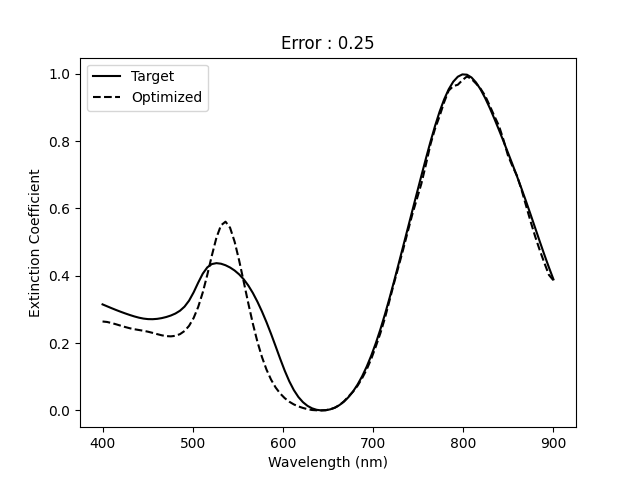 Error : 0.25
Target
Optimized
1.0
0.8
0.6
0.4
0.2
0.0
Extinction Coefficient
400 500 600 700 800 900
Wavelength (nm)